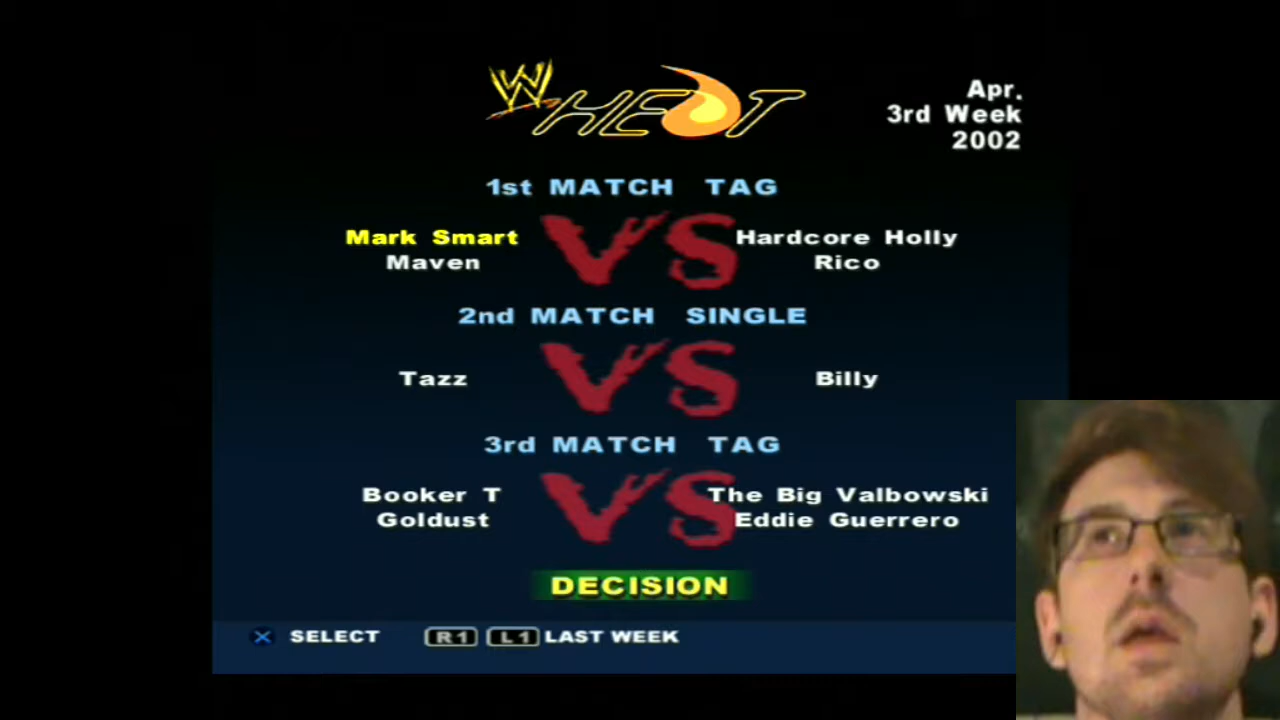 W HEAT
Apr.
3rd Week
2002
1st MATCH TAG
Mark Smart VS Hardcore Holly
Maven Rico
2nd MATCH SINGLE
Tazz VS Billy
3rd MATCH TAG
Booker T VS The Big Valbowski
Goldust Eddie Guerrero
DECISION
X SELECT R1 L1 LAST WEEK